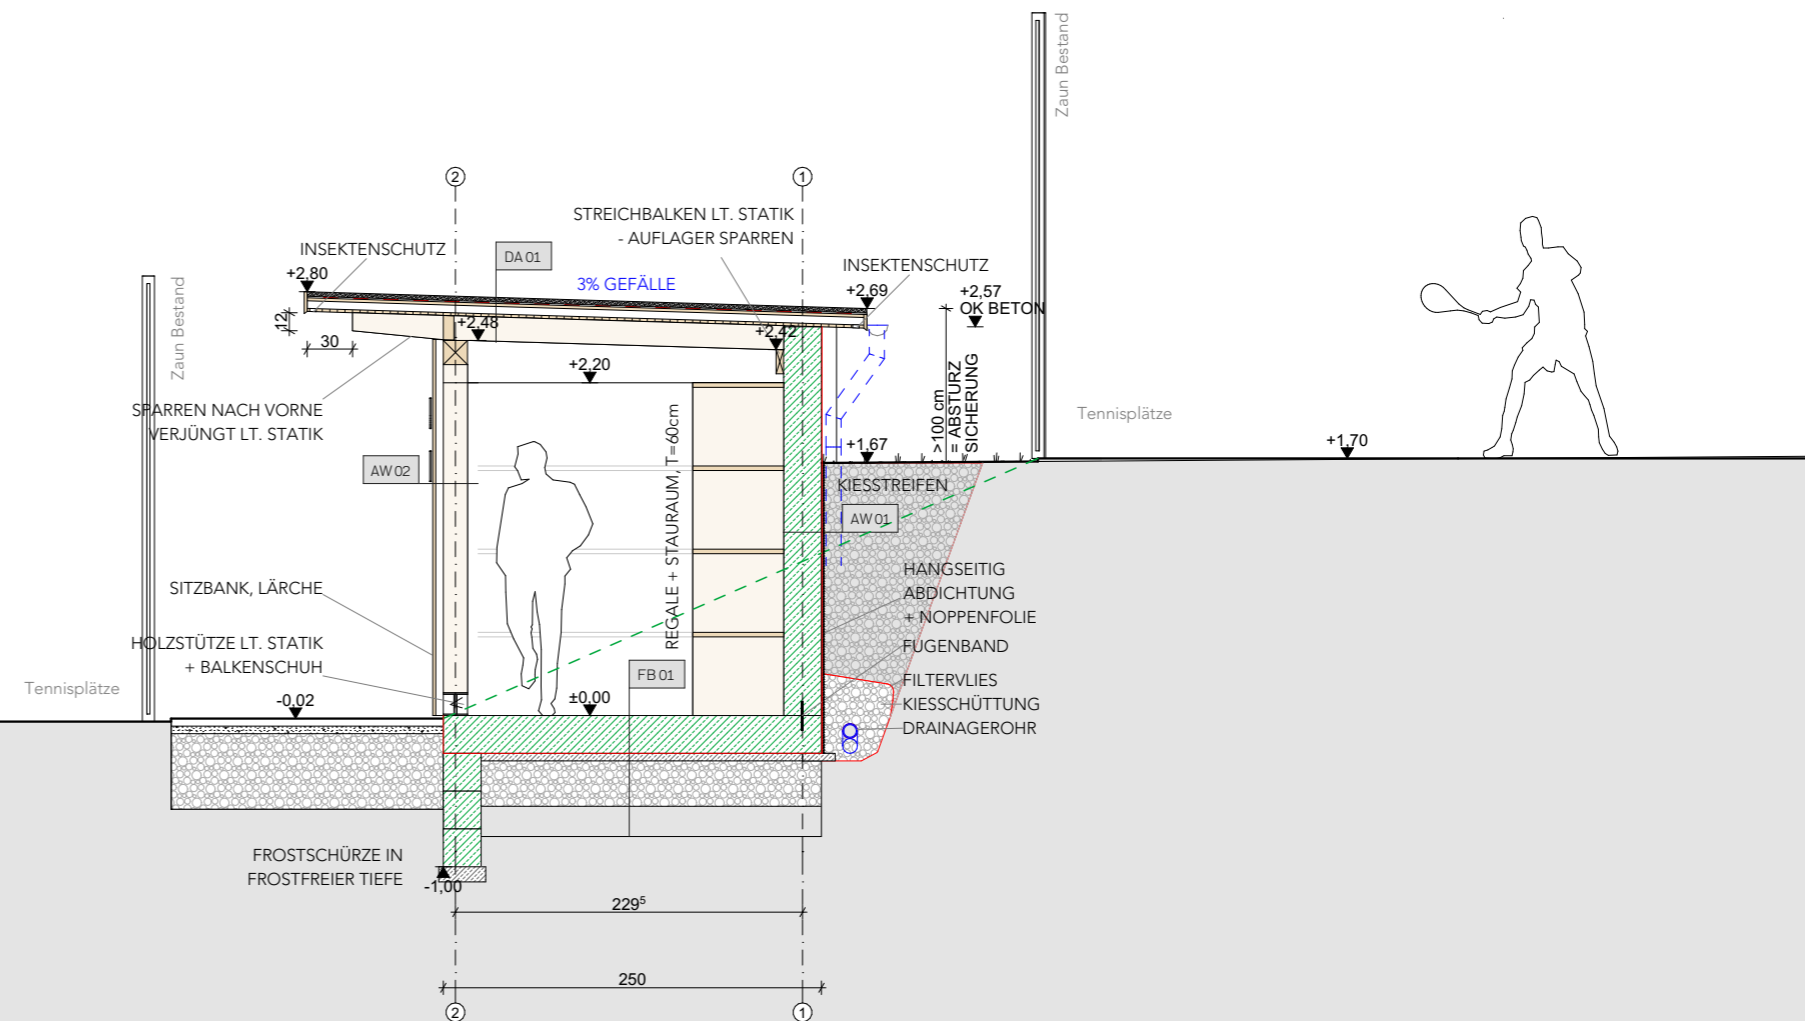 Zaun Bestand
2
1
STREICHBALKEN LT. STATIK
- AUFLAGER SPARREN
INSEKTENSCHUTZ
DA 01
INSEKTENSCHUTZ
+2,80
3% GEFÄLLE
+2,69
+2,57
OK BETON
Zaun Bestand
12
+2,48
+2,42
30
+2,20
>100 cm
= ABSTURZ
SICHERUNG
SPARREN NACH VORNE
VERJÜNGT LT. STATIK
Tennisplätze
+1,67
+1,70
AW 02
REGALE + STAURAUM, T=60cm
KIESSTREIFEN
AW 01
HANGSEITIG
ABDICHTUNG
+ NOPPENFOLIE
SITZBANK, LÄRCHE
HOLZSTÜTZE LT. STATIK
+ BALKENSCHUH
FUGENBAND
FB 01
FILTERVLIES
KIESSCHÜTTUNG
DRAINAGEROHR
Tennisplätze
-0,02
±0,00
FROSTSCHÜRZE IN
FROSTFREIER TIEFE
-1,00
229⁵
250
2
1